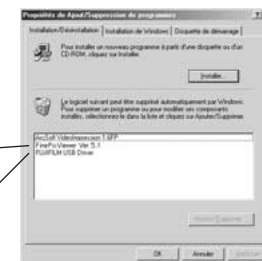 Propriétés de Ajout/Suppression de programmes
Installation/Désinstallation
Installation de Windows
Disquette de démarrage
Pour installer un nouveau programme à partir d'une disquette ou d'un
CD-ROM, cliquez sur Installer.
Installer...
Le logiciel suivant peut être supprimé automatiquement par Windows.
Pour supprimer un programme ou pour modifier ses composants
installés, sélectionnez-le dans la liste et cliquez sur Ajouter/Supprimer.
ArcSoft VideoImpression 1.6FP
FinePixViewer Ver.5.1
FUJIFILM USB Driver
OK
Annuler